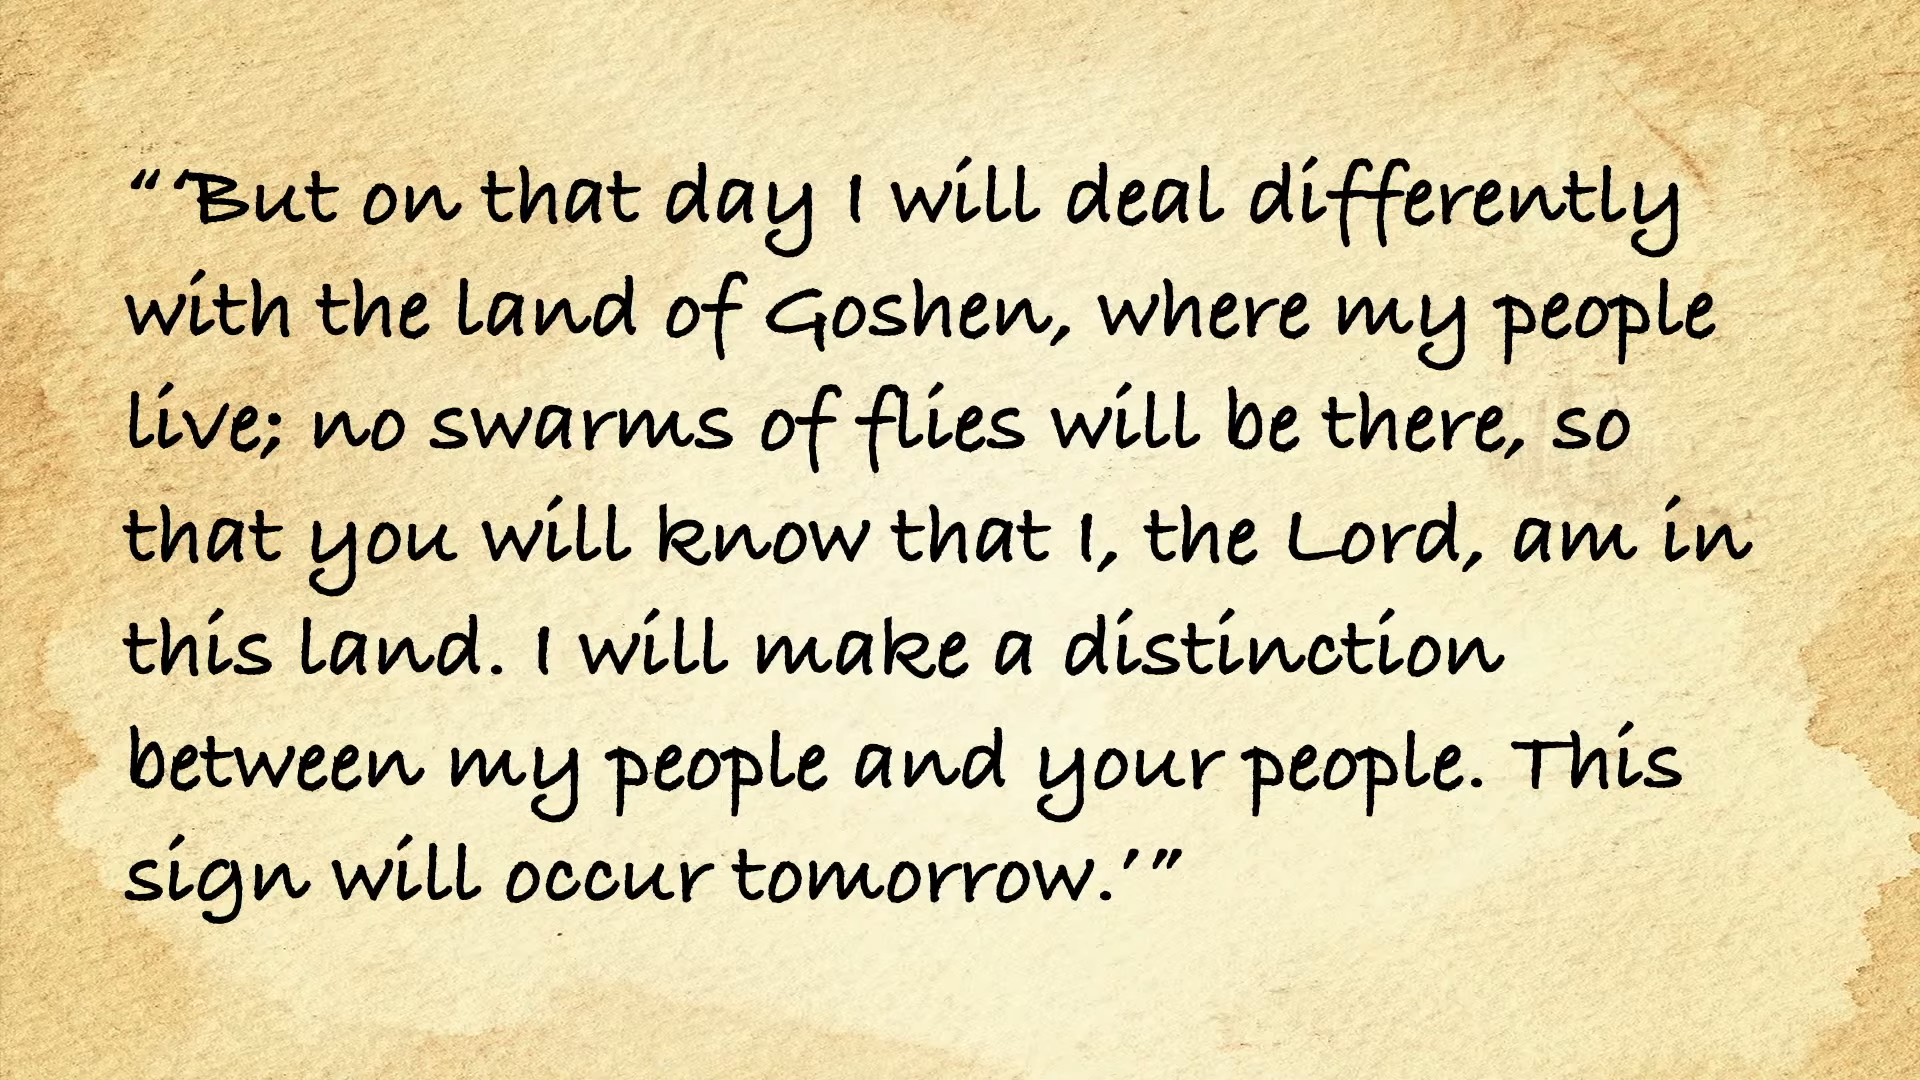 “‘But on that day I will deal differently
with the land of Goshen, where my people
live; no swarms of flies will be there, so
that you will know that I, the Lord, am in
this land. I will make a distinction
between my people and your people. This
sign will occur tomorrow.’”